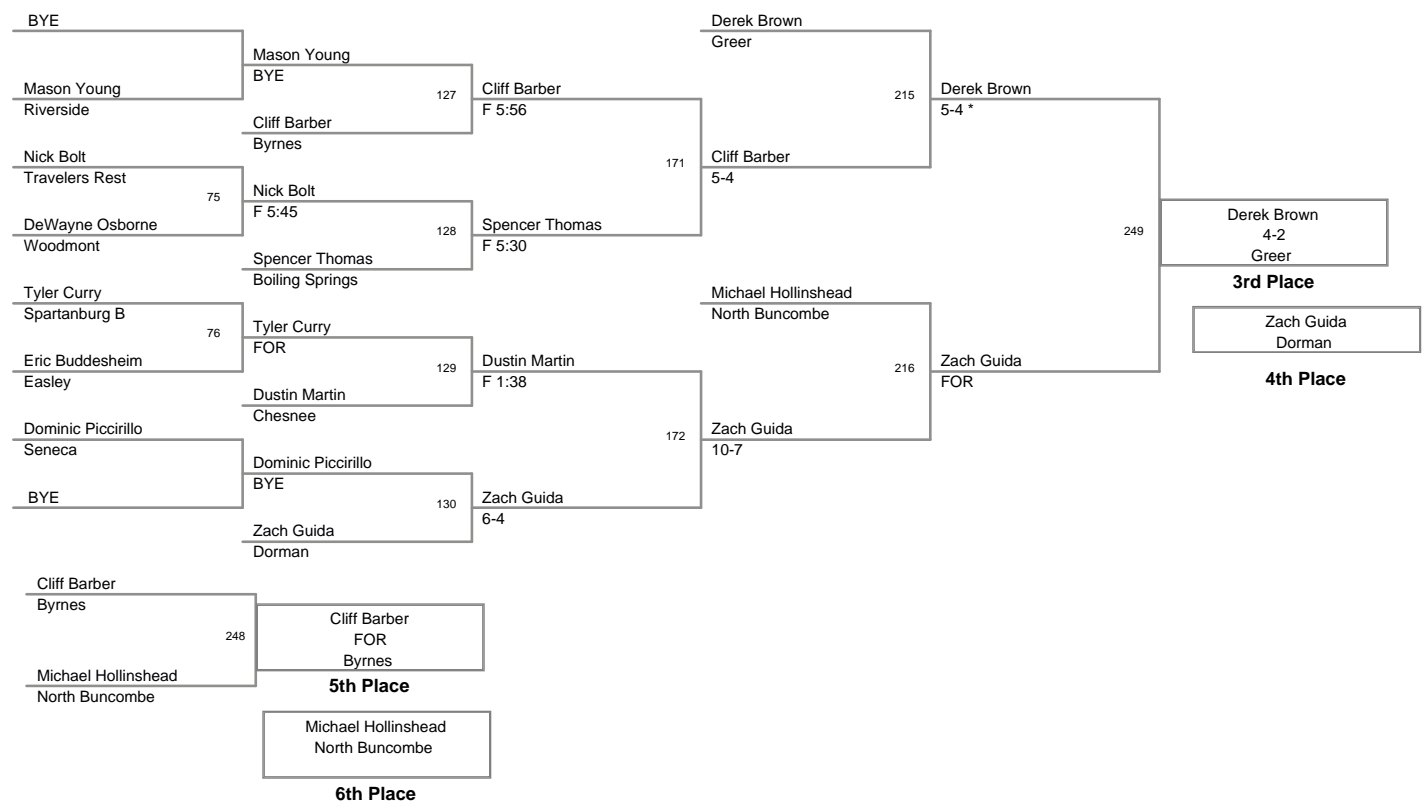 BYE
Mason Young
Riverside
Nick Bolt
Travelers Rest
75
DeWayne Osborne
Woodmont
Tyler Curry
Spartanburg B
76
Eric Buddesheim
Easley
Dominic Piccirillo
Seneca
BYE
Mason Young
BYE
127
Cliff Barber
Byrnes
Nick Bolt
F 5:45
128
Spencer Thomas
Boiling Springs
Tyler Curry
FOR
129
Dustin Martin
Chesnee
Dominic Piccirillo
BYE
130
Zach Guida
Dorman
Cliff Barber
F 5:56
171
Spencer Thomas
F 5:30
Dustin Martin
F 1:38
172
Zach Guida
6-4
Derek Brown
Greer
215
Cliff Barber
5-4
Michael Hollinshead
North Buncombe
216
Zach Guida
10-7
Derek Brown
5-4 *
249
Zach Guida
FOR
Derek Brown
4-2
Greer
3rd Place
Zach Guida
Dorman
4th Place
Cliff Barber
Byrnes
248
Michael Hollinshead
North Buncombe
Cliff Barber
FOR
Byrnes
5th Place
Michael Hollinshead
North Buncombe
6th Place